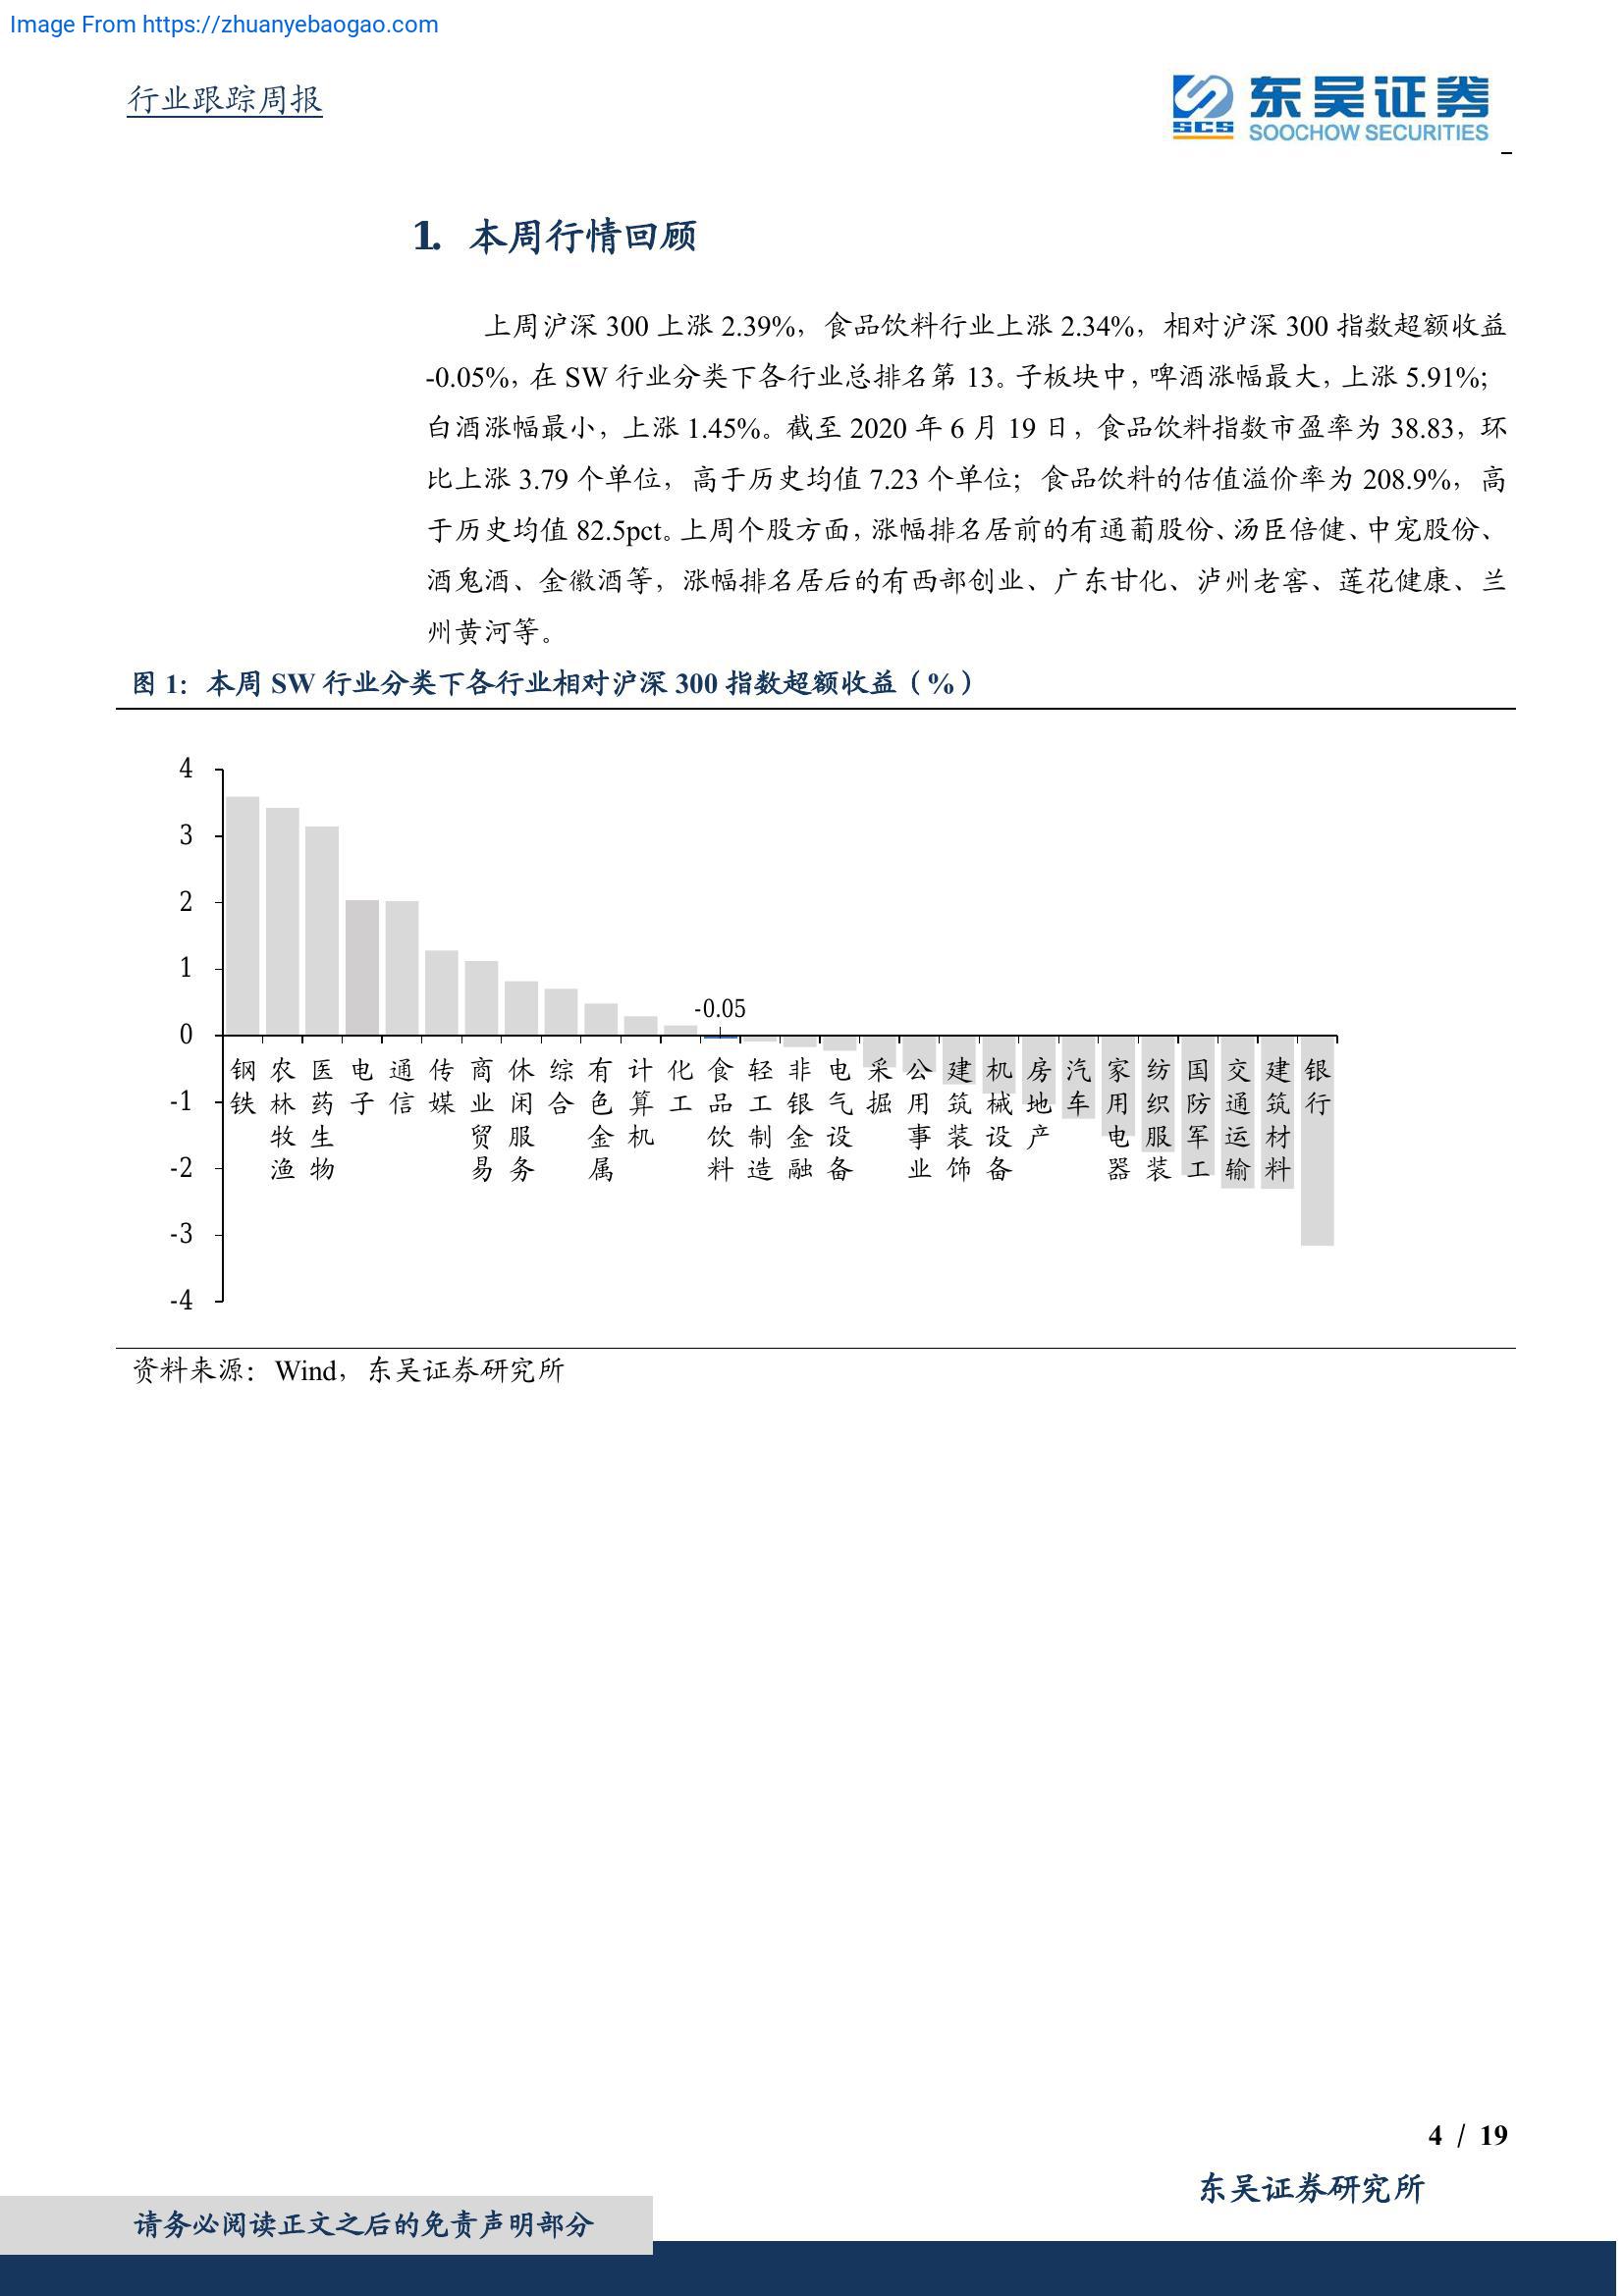 Image From https://zhuanyebaogao.com
行业跟踪周报
东吴证券
SCS
SOOCHOW SECURITIES
1. 本周行情回顾
上周沪深 300 上涨 2.39%，食品饮料行业上涨 2.34%，相对沪深 300 指数超额收益
-0.05%，在 SW 行业分类下各行业总排名第 13。子板块中，啤酒涨幅最大，上涨 5.91%；
白酒涨幅最小，上涨 1.45%。截至 2020 年 6 月 19 日，食品饮料指数市盈率为 38.83，环
比上涨 3.79 个单位，高于历史均值 7.23 个单位；食品饮料的估值溢价率为 208.9%，高
于历史均值 82.5pct。上周个股方面，涨幅排名居前的有通葡股份、汤臣倍健、中宠股份、
酒鬼酒、金徽酒等，涨幅排名居后的有西部创业、广东甘化、泸州老窖、莲花健康、兰
州黄河等。
图 1：本周 SW 行业分类下各行业相对沪深 300 指数超额收益（%）
4
3
2
1
0
-1
-2
-3
-4
-0.05
钢铁
农林牧渔
医药生物
电子
通信
传媒
商业贸易
休闲服务
综合
有色金属
计算机
化工
食品饮料
轻工制造
非银金融
电气设备
采掘
公用事业
建筑装饰
机械设备
房地产
汽车
家用电器
纺织服装
国防军工
交通运输
建筑材料
银行
资料来源：Wind，东吴证券研究所
4 / 19
东吴证券研究所
请务必阅读正文之后的免责声明部分